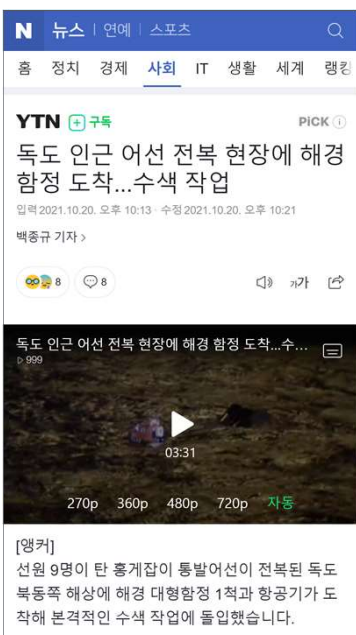 N 뉴스 연예 스포츠
홈 정치 경제 사회 IT 생활 세계 랭킹
YTN 구독 PiCK
독도 인근 어선 전복 현장에 해경
함정 도착...수색 작업
입력 2021.10.20. 오후 10:13 · 수정 2021.10.20. 오후 10:21
백종규 기자 >
8 8 가가
독도 인근 어선 전복 현장에 해경 함정 도착...수...
999
03:31
270p 360p 480p 720p 자동
[앵커]
선원 9명이 탄 홍게잡이 통발어선이 전복된 독도
북동쪽 해상에 해경 대형함정 1척과 항공기가 도
착해 본격적인 수색 작업에 돌입했습니다.